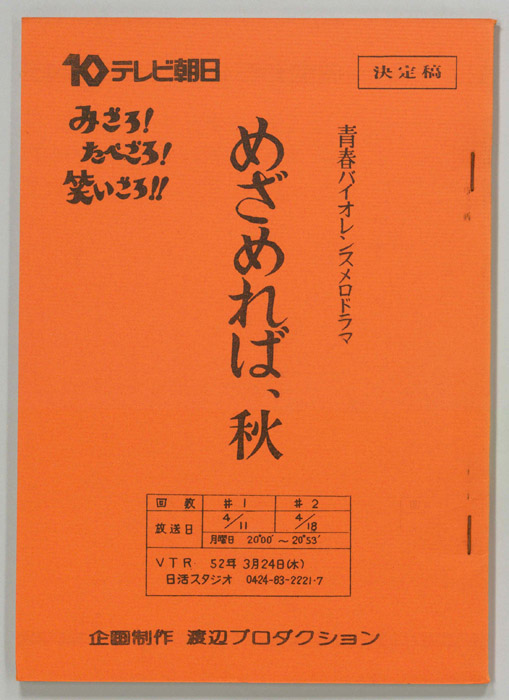 10テレビ朝日
決定稿
みざろ!
たべざろ!
笑いざろ!!
青春バイオレンスメロドラマ
めざめれば、秋
回数 #1 #2
放送日 4/11 4/18
月曜日 20°00′〜20°53′
VTR 52年3月24日(木)
日活スタジオ 0424-83-2221・7
企画制作 渡辺プロダクション